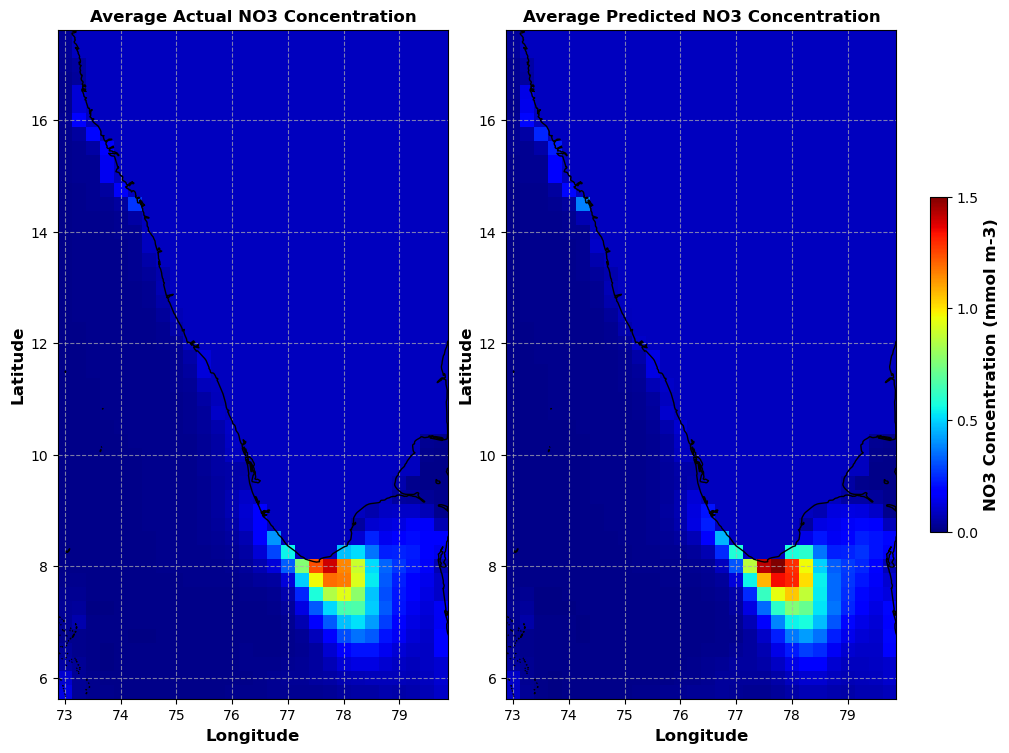 Average Actual NO3 Concentration
Average Predicted NO3 Concentration
Latitude
16
14
12
10
8
6
73 74 75 76 77 78 79
Longitude
Latitude
16
14
12
10
8
6
73 74 75 76 77 78 79
Longitude
1.5
1.0
0.5
0.0
NO3 Concentration (mmol m-3)